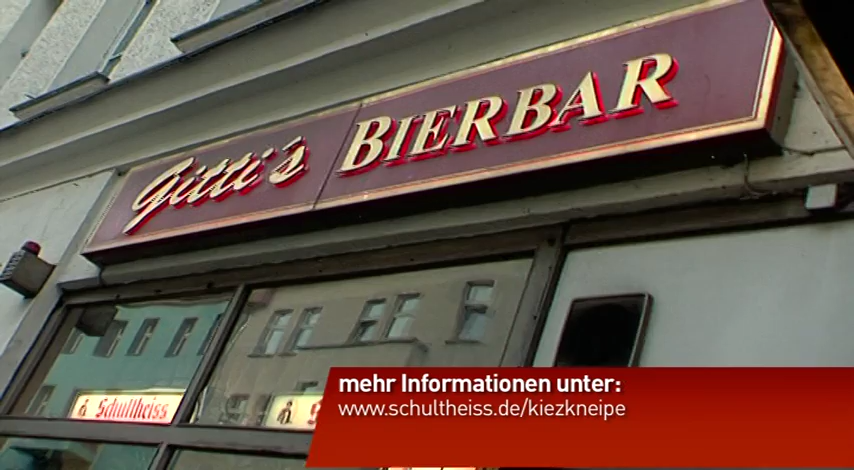 Gitti's BIERBAR
Schultheiss
mehr Informationen unter:
www.schultheiss.de/kiezkneipe